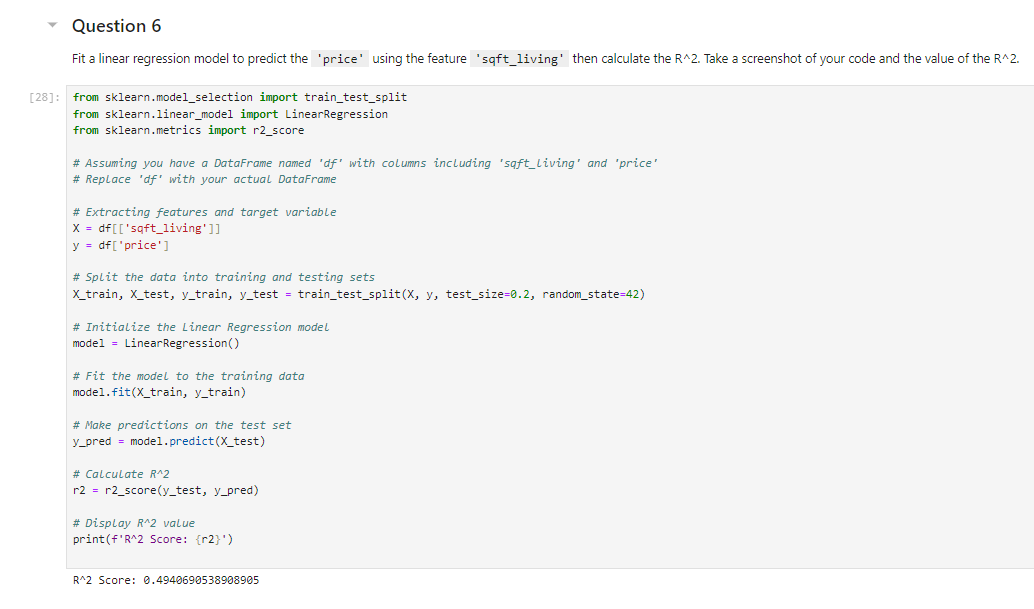 Question 6
Fit a linear regression model to predict the 'price' using the feature 'sqft_living' then calculate the R^2. Take a screenshot of your code and the value of the R^2.
[28]:
from sklearn.model_selection import train_test_split
from sklearn.linear_model import LinearRegression
from sklearn.metrics import r2_score
# Assuming you have a DataFrame named 'df' with columns including 'sqft_living' and 'price'
# Replace 'df' with your actual DataFrame
# Extracting features and target variable
X = df[['sqft_living']]
y = df['price']
# Split the data into training and testing sets
X_train, X_test, y_train, y_test = train_test_split(X, y, test_size=0.2, random_state=42)
# Initialize the Linear Regression model
model = LinearRegression()
# Fit the model to the training data
model.fit(X_train, y_train)
# Make predictions on the test set
y_pred = model.predict(X_test)
# Calculate R^2
r2 = r2_score(y_test, y_pred)
# Display R^2 value
print(f'R^2 Score: {r2}')
R^2 Score: 0.4940690538908905